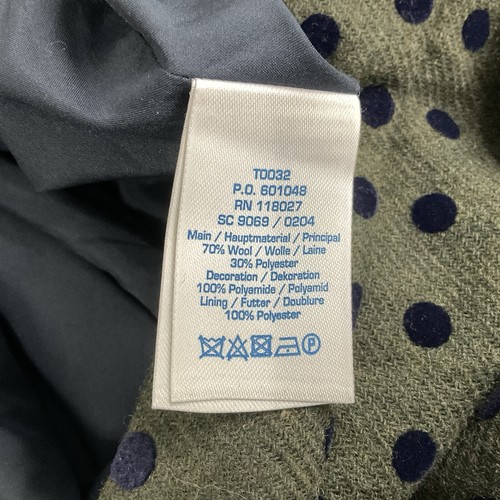 T0032
P.O. 601048
RN 118027
SC 9069 / 0204
Main / Hauptmaterial / Principal
70% Wool / Wolle / Laine
30% Polyester
Decoration / Dekoration
100% Polyamide / Polyamid
Lining / Futter / Doublure
100% Polyester
P